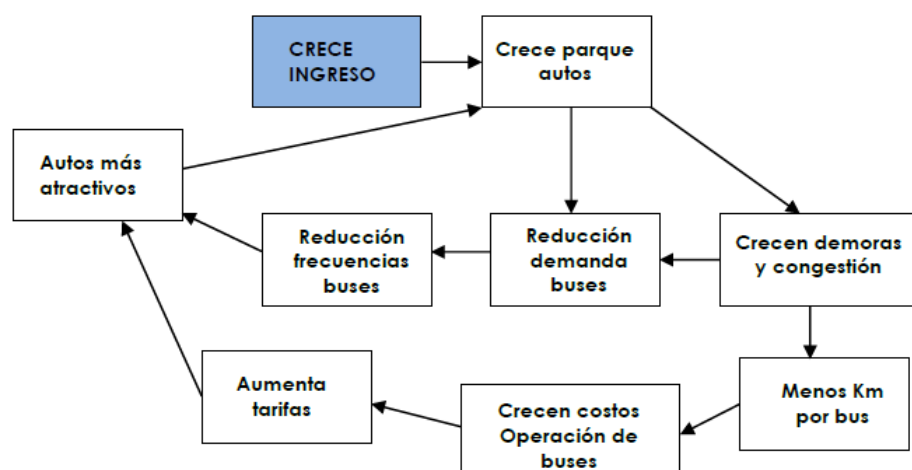 CRECE
INGRESO
Crece parque
autos
Autos más
atractivos
Reducción
frecuencias
buses
Reducción
demanda
buses
Crecen demoras
y congestión
Aumenta
tarifas
Crecen costos
Operación de
buses
Menos Km
por bus